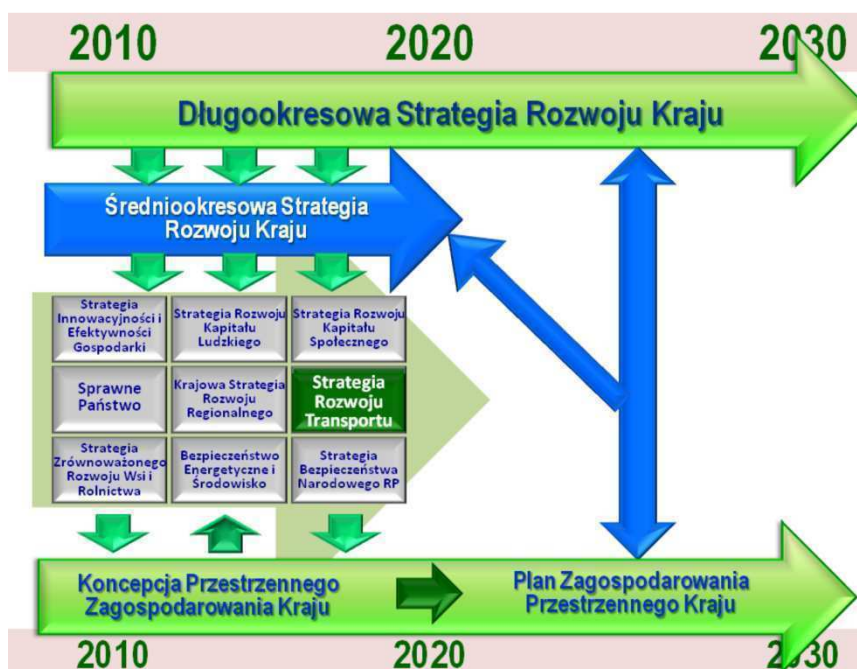 2010 2020 2030
Długookresowa Strategia Rozwoju Kraju
Średniookresowa Strategia
Rozwoju Kraju
Strategia
Innowacyjności i
Efektywności
Gospodarki
Strategia Rozwoju
Kapitału
Ludzkiego
Strategia Rozwoju
Kapitału
Społecznego
Sprawne
Państwo
Krajowa Strategia
Rozwoju
Regionalnego
Strategia
Rozwoju
Transportu
Strategia
Zrównoważonego
Rozwoju Wsi i
Rolnictwa
Bezpieczeństwo
Energetyczne i
Środowisko
Strategia
Bezpieczeństwa
Narodowego RP
Koncepcja Przestrzennego
Zagospodarowania Kraju
Plan Zagospodarowania
Przestrzennego Kraju
2010 2020 2030